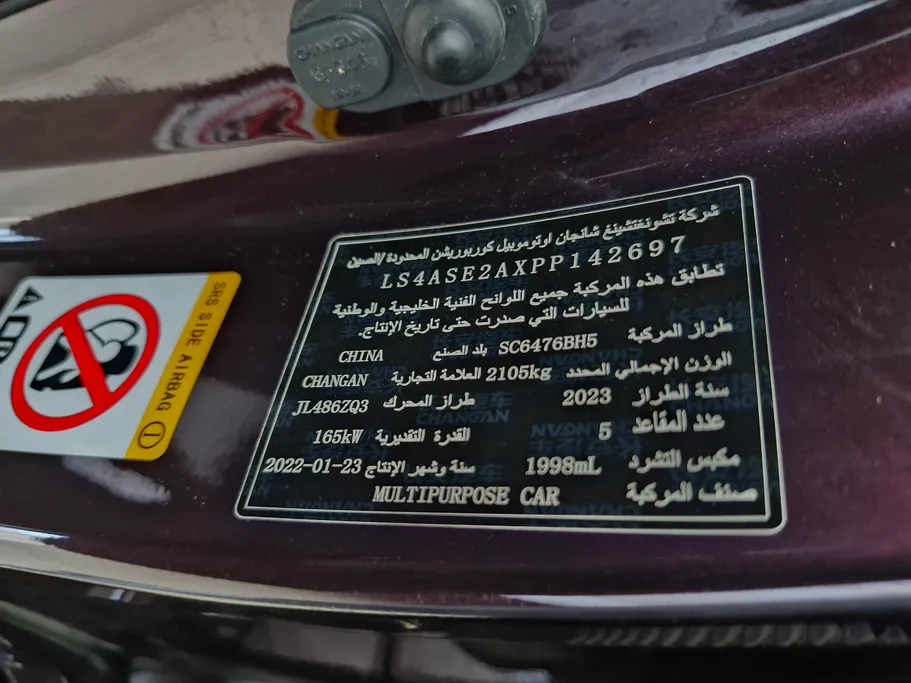 CHANGAN
شركة تشونغتشينغ شانجان اوتوموبيل كوربوريشن المحدودة/الصين
LS4ASE2AXPP142697
تطابق هذه المركبة جميع اللوائح الفنية الخليجية والوطنية
للسيارات التي صدرت حتى تاريخ الإنتاج.
طراز المركبة SC6476BH5 بلد الصنع CHINA
الوزن الإجمالي المحدد 2105kg العلامة التجارية CHANGAN
سنة الطراز 2023 طراز المحرك JL486ZQ3
عدد المقاعد 5 القدرة التقديرية 165kW
مكبس التشرد 1998mL سنة وشهر الإنتاج 2022-01-23
صنف المركبة MULTIPURPOSE CAR
SRS SIDE AIRBAG